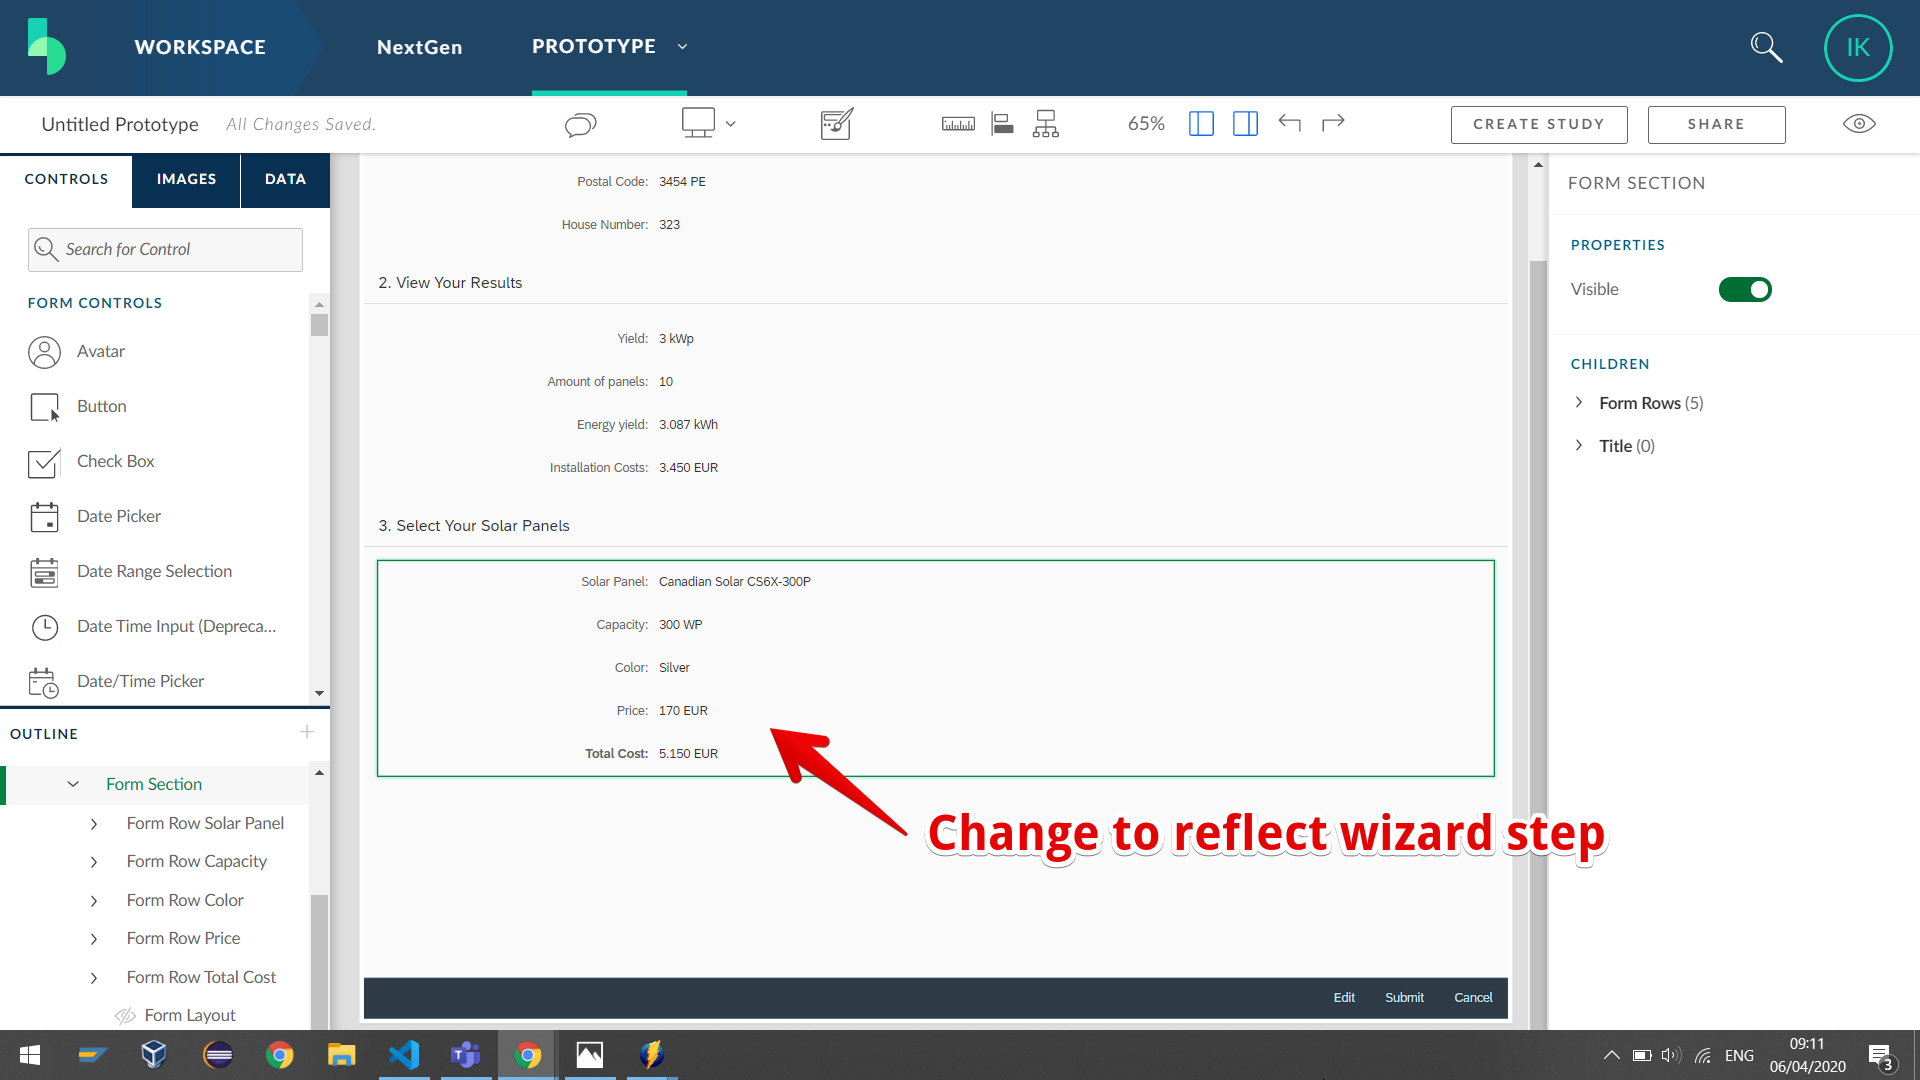 WORKSPACE
NextGen
PROTOTYPE
IK
Untitled Prototype
All Changes Saved.
65%
CREATE STUDY
SHARE
CONTROLS
IMAGES
DATA
Search for Control
FORM CONTROLS
Avatar
Button
Check Box
Date Picker
Date Range Selection
Date Time Input (Depreca...
Date/Time Picker
OUTLINE
Form Section
Form Row Solar Panel
Form Row Capacity
Form Row Color
Form Row Price
Form Row Total Cost
Form Layout
Postal Code: 3454 PE
House Number: 323
2. View Your Results
Yield: 3 kWp
Amount of panels: 10
Energy yield: 3.087 kWh
Installation Costs: 3.450 EUR
3. Select Your Solar Panels
Solar Panel: Canadian Solar CS6X-300P
Capacity: 300 WP
Color: Silver
Price: 170 EUR
Total Cost: 5.150 EUR
Change to reflect wizard step
Edit
Submit
Cancel
FORM SECTION
PROPERTIES
Visible
CHILDREN
Form Rows (5)
Title (0)
ENG
09:11
06/04/2020
3